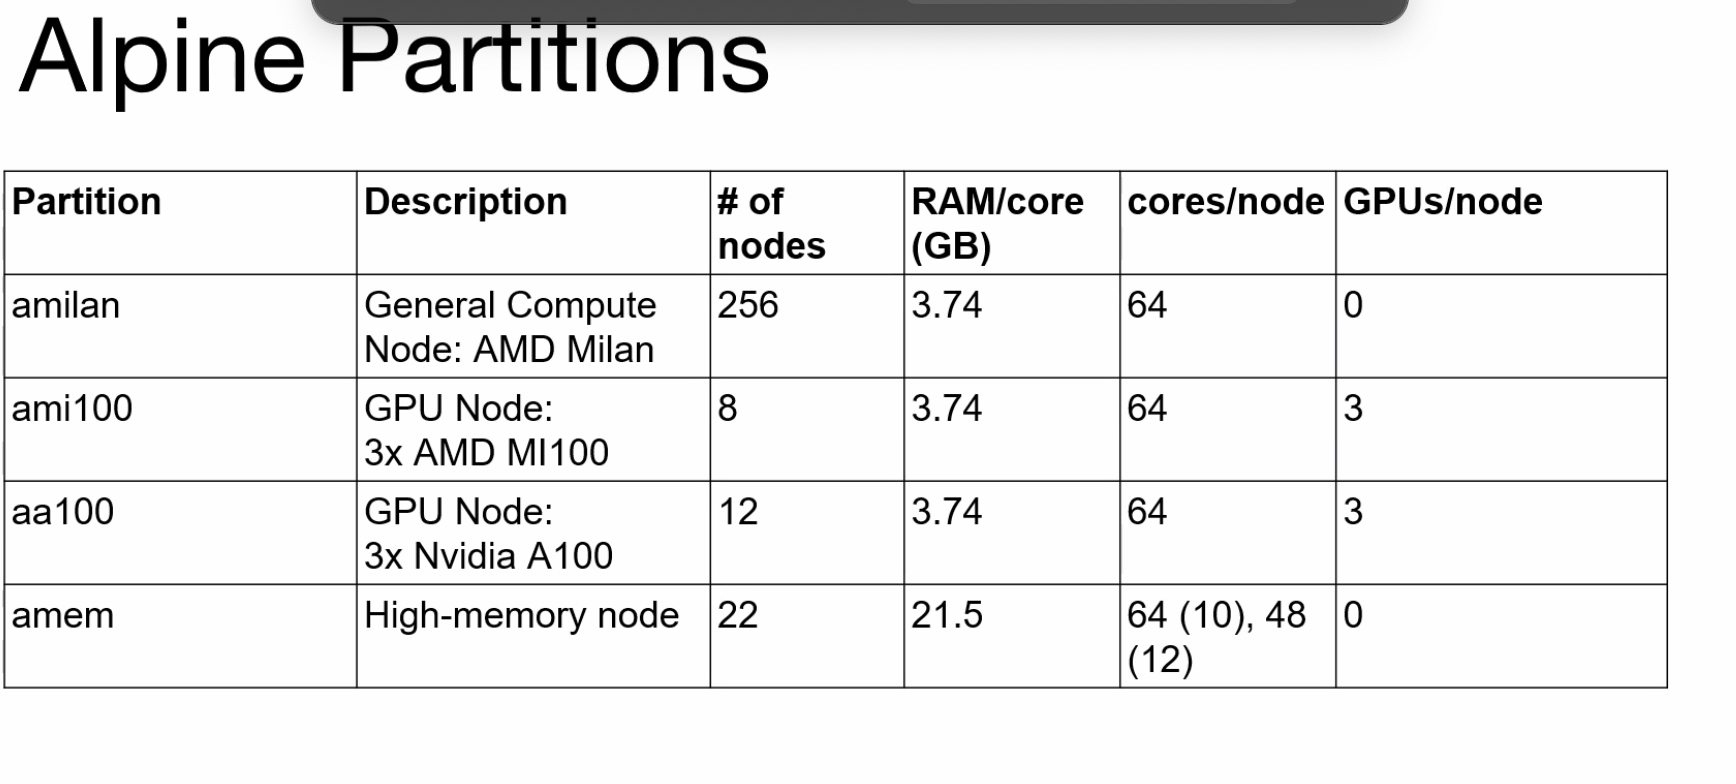 Alpine Partitions
Partition Description # of nodes RAM/core (GB) cores/node GPUs/node
amilan General Compute Node: AMD Milan 256 3.74 64 0
ami100 GPU Node: 3x AMD MI100 8 3.74 64 3
aa100 GPU Node: 3x Nvidia A100 12 3.74 64 3
amem High-memory node 22 21.5 64 (10), 48 (12) 0